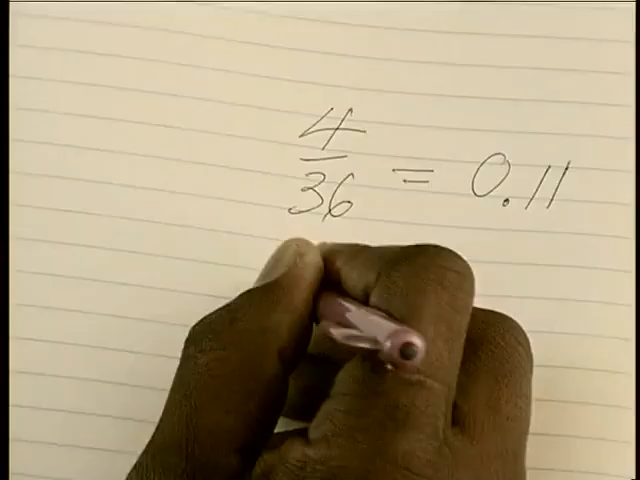 4/36 = 0.11